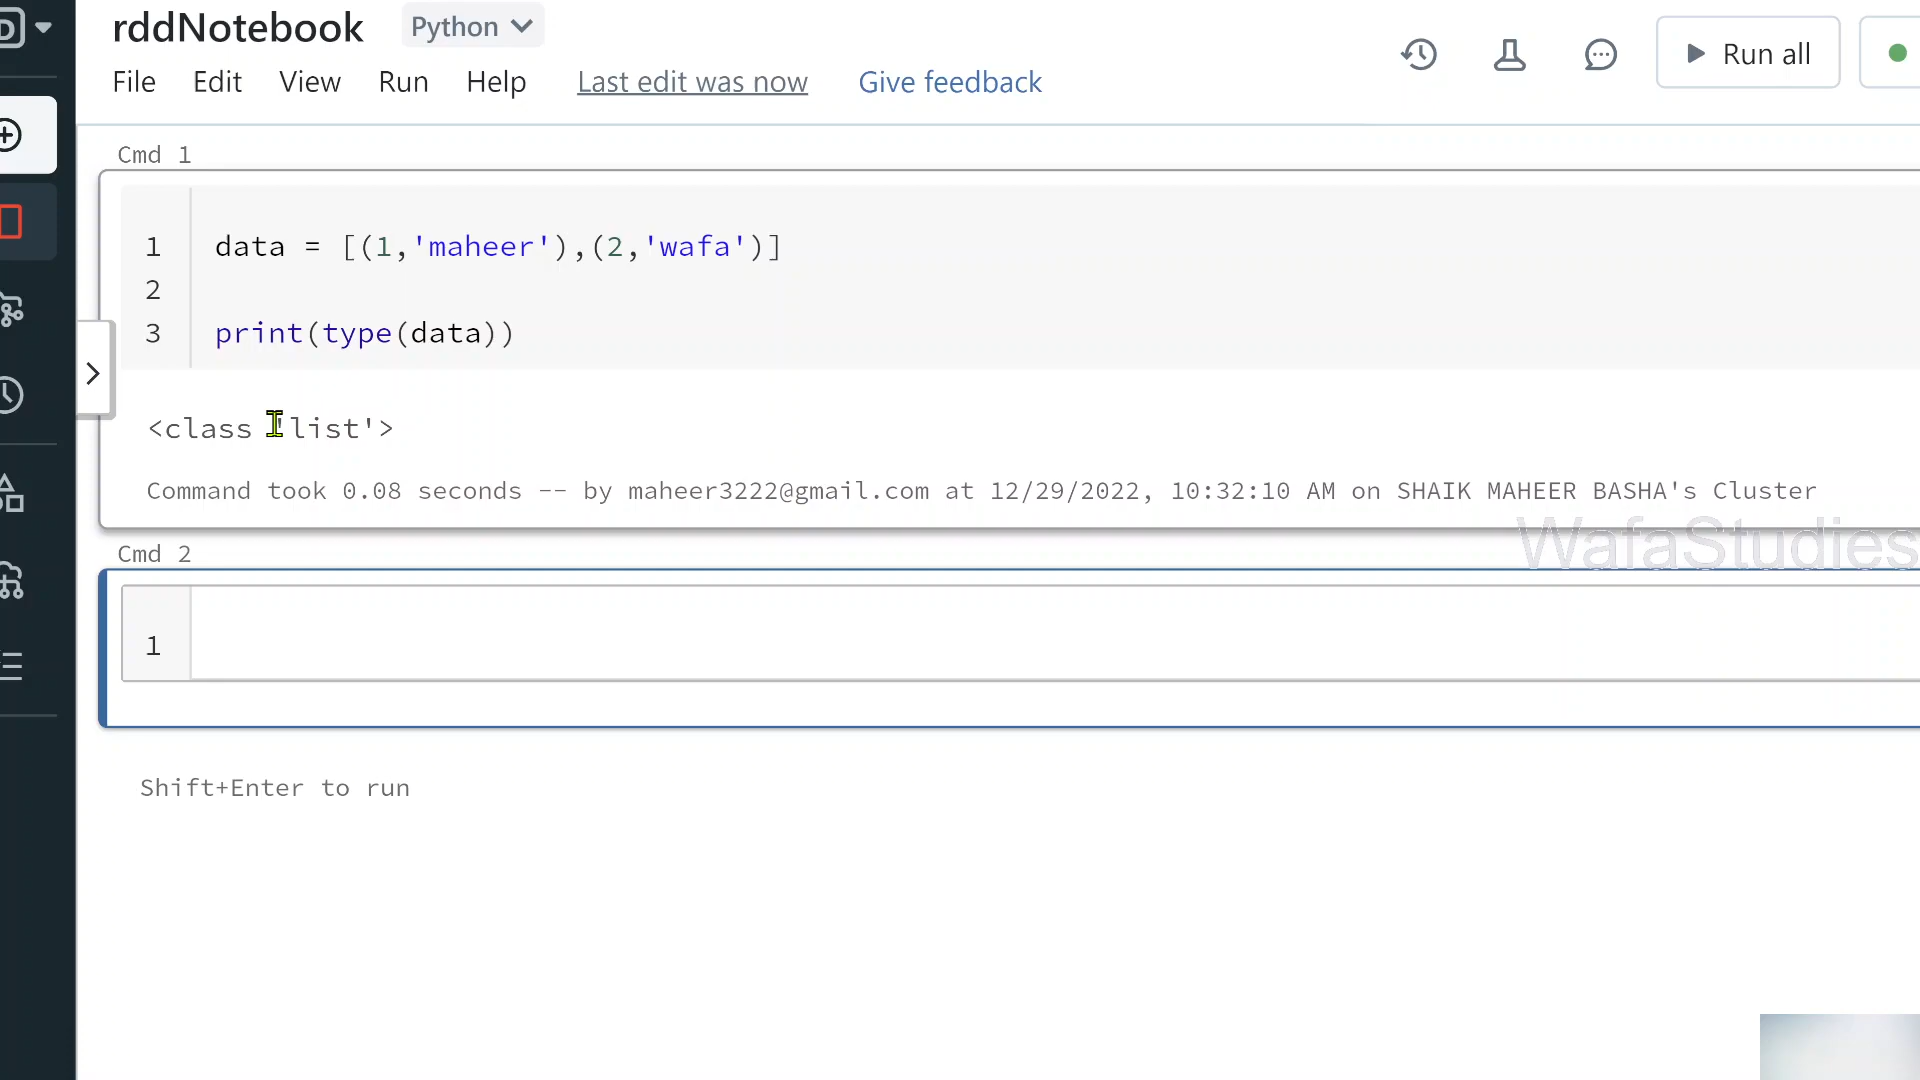 rddNotebook
Python
File Edit View Run Help Last edit was now Give feedback
Run all
Cmd 1
1 data = [(1,'maheer'),(2,'wafa')]
2
3 print(type(data))
<class 'list'>
Command took 0.08 seconds -- by maheer3222@gmail.com at 12/29/2022, 10:32:10 AM on SHAIK MAHEER BASHA's Cluster
WafaStudies
Cmd 2
1
Shift+Enter to run